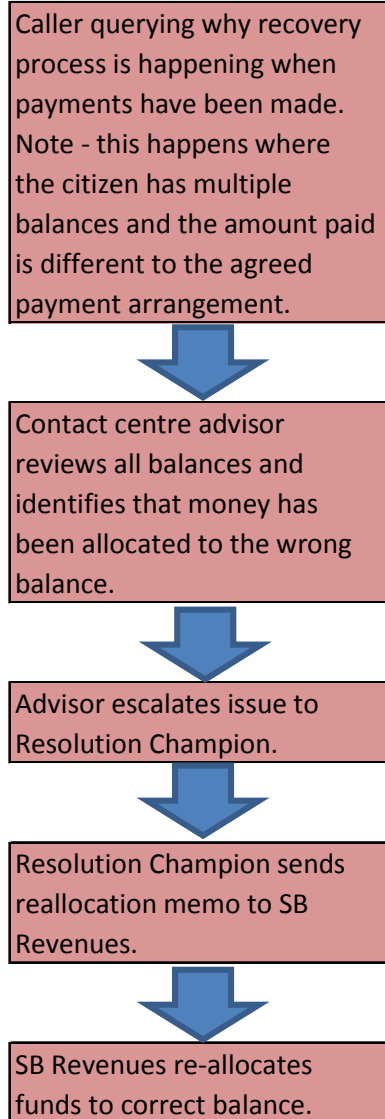 Caller querying why recovery
process is happening when
payments have been made.
Note - this happens where
the citizen has multiple
balances and the amount paid
is different to the agreed
payment arrangement.
Contact centre advisor
reviews all balances and
identifies that money has
been allocated to the wrong
balance.
Advisor escalates issue to
Resolution Champion.
Resolution Champion sends
reallocation memo to SB
Revenues.
SB Revenues re-allocates
funds to correct balance.